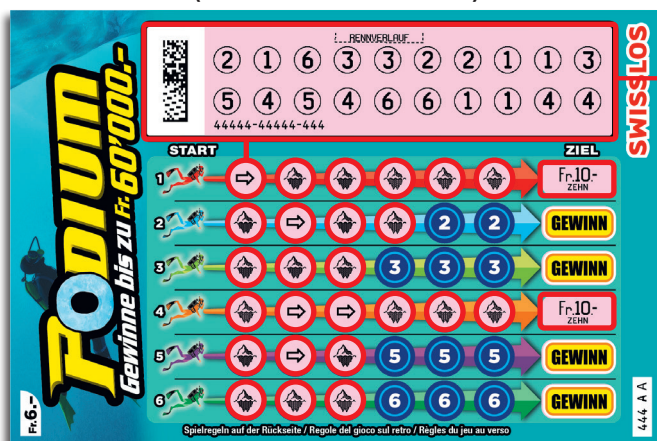 RENNVERLAUF
2 1 6 3 3 2 2 1 1 3
5 4 5 4 6 6 1 1 4 4
44444-44444-444
SWISSLOS
PODIUM
Gewinne bis zu Fr. 60'000.-
START ZIEL
1 Fr.10.-
ZEHN
2 2 2 GEWINN
3 3 3 3 GEWINN
4 Fr.10.-
ZEHN
5 5 5 5 GEWINN
6 6 6 6 GEWINN
Fr. 6.-
444 A A
Spielregeln auf der Rückseite / Regole del gioco sul retro / Règles du jeu au verso